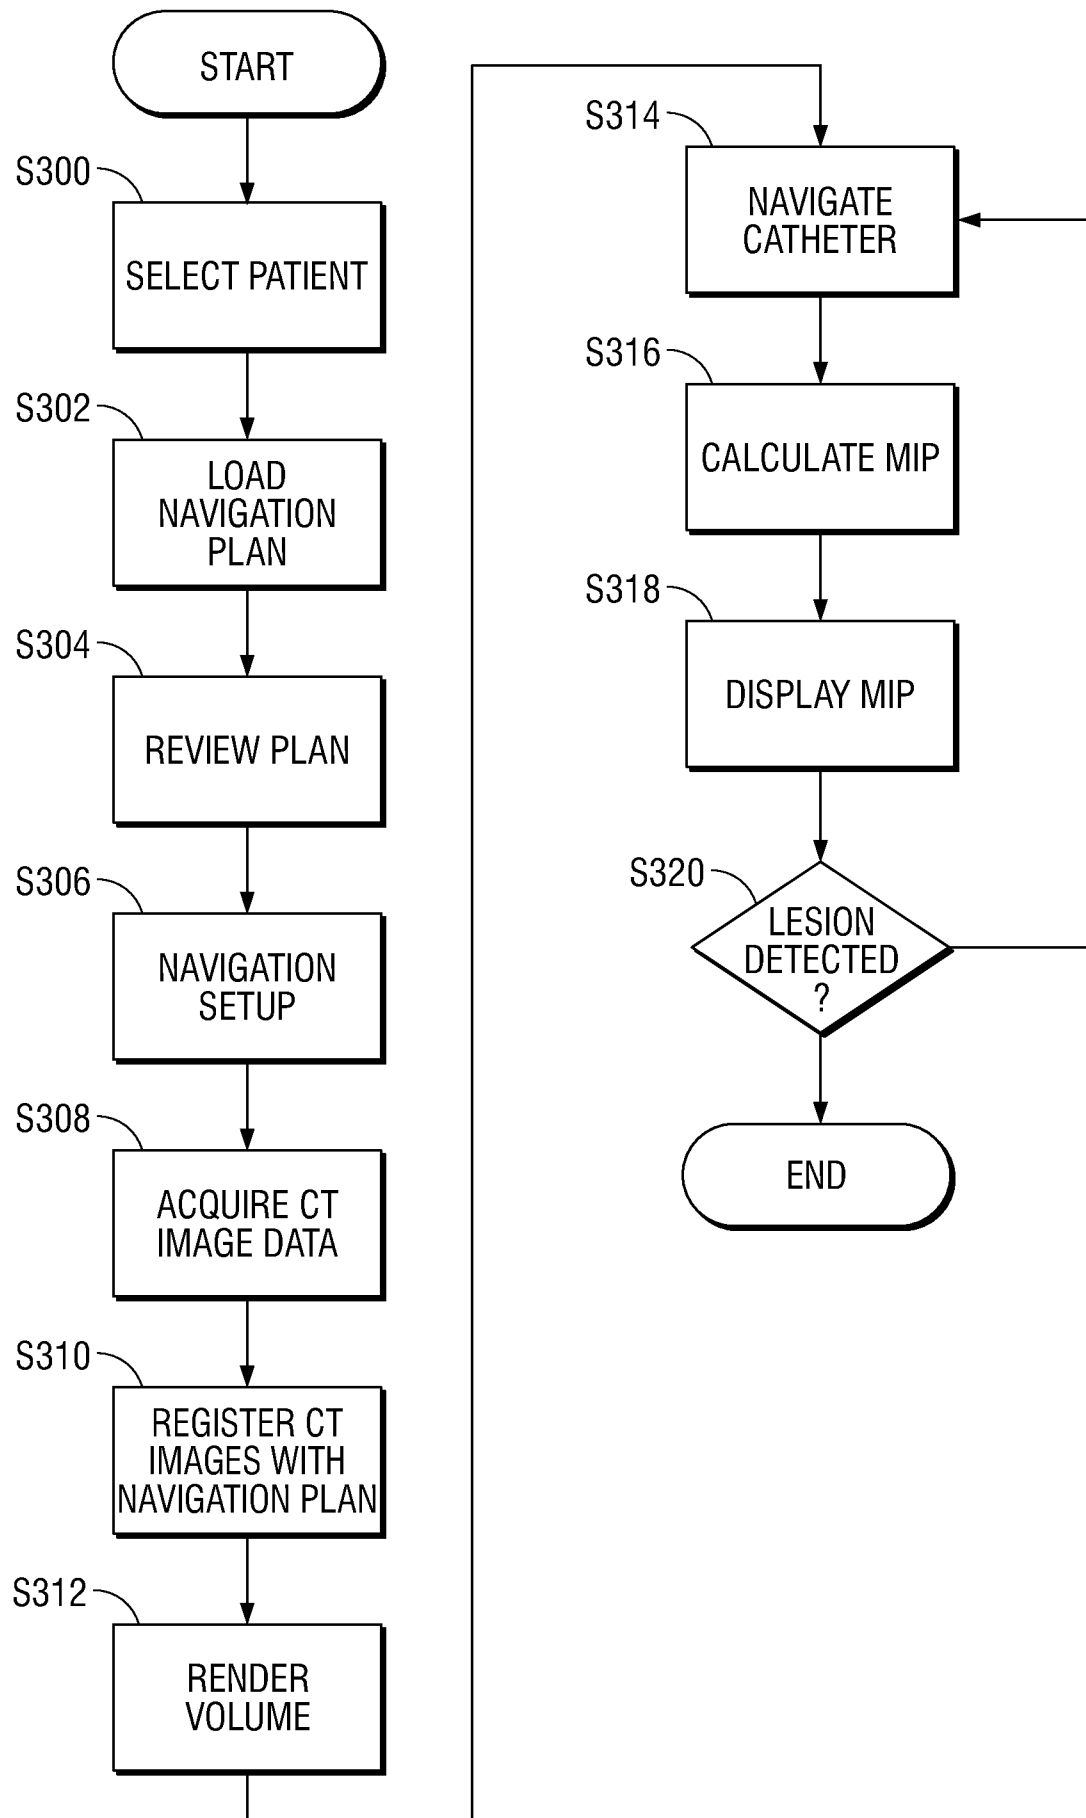 START
S300
SELECT PATIENT
S302
LOAD
NAVIGATION
PLAN
S304
REVIEW PLAN
S306
NAVIGATION
SETUP
S308
ACQUIRE CT
IMAGE DATA
S310
REGISTER CT
IMAGES WITH
NAVIGATION PLAN
S312
RENDER
VOLUME
S314
NAVIGATE
CATHETER
S316
CALCULATE MIP
S318
DISPLAY MIP
S320
LESION
DETECTED
?
END